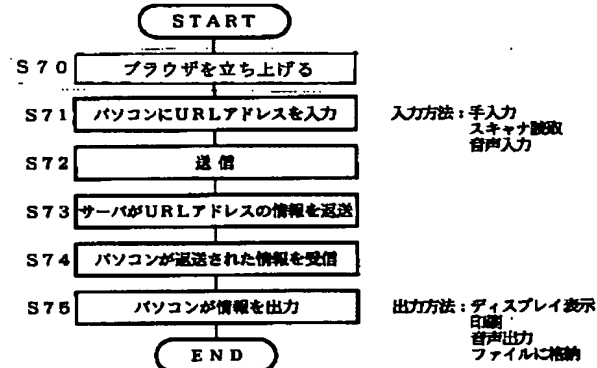 START
S70 ブラウザを立ち上げる
S71 パソコンにURLアドレスを入力 入力方法:手入力
スキャナ読取
音声入力
S72 送信
S73 サーバがURLアドレスの情報を返送
S74 パソコンが返送された情報を受信
S75 パソコンが情報を出力 出力方法:ディスプレイ表示
印刷
音声出力
ファイルに格納
END